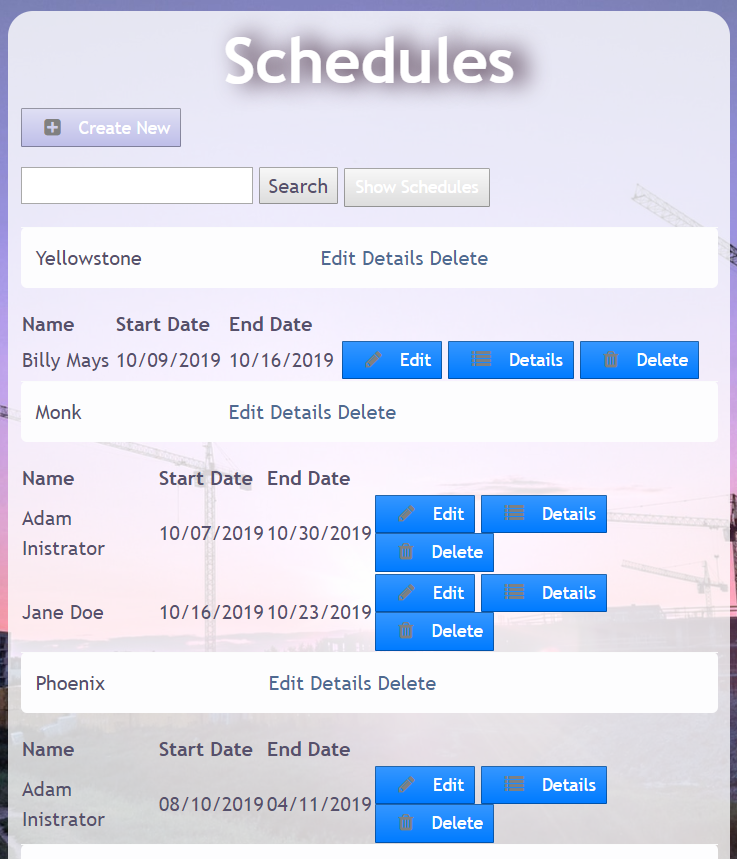 Schedules
Create New
Search Show Schedules
Yellowstone Edit Details Delete
Name Start Date End Date
Billy Mays 10/09/2019 10/16/2019 Edit Details Delete
Monk Edit Details Delete
Name Start Date End Date
Adam Inistrator 10/07/2019 10/30/2019 Edit Details
Delete
Jane Doe 10/16/2019 10/23/2019 Edit Details
Delete
Phoenix Edit Details Delete
Name Start Date End Date
Adam Inistrator 08/10/2019 04/11/2019 Edit Details
Delete